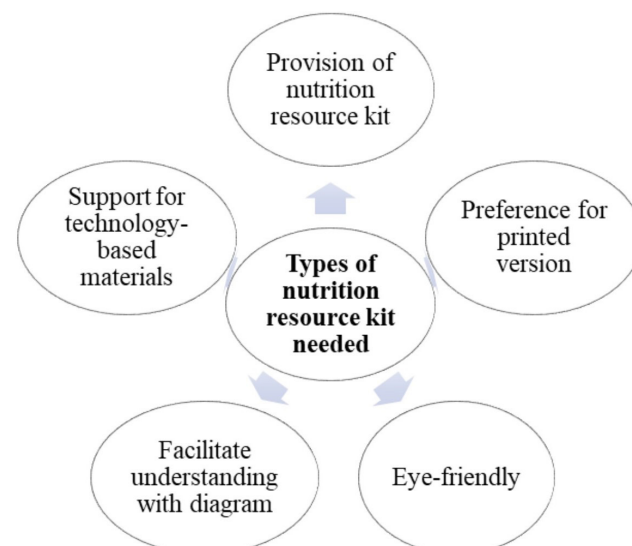 Provision of
nutrition
resource kit
Support for
technology-
based
materials
Preference for
printed
version
Types of
nutrition
resource kit
needed
Facilitate
understanding
with diagram
Eye-friendly